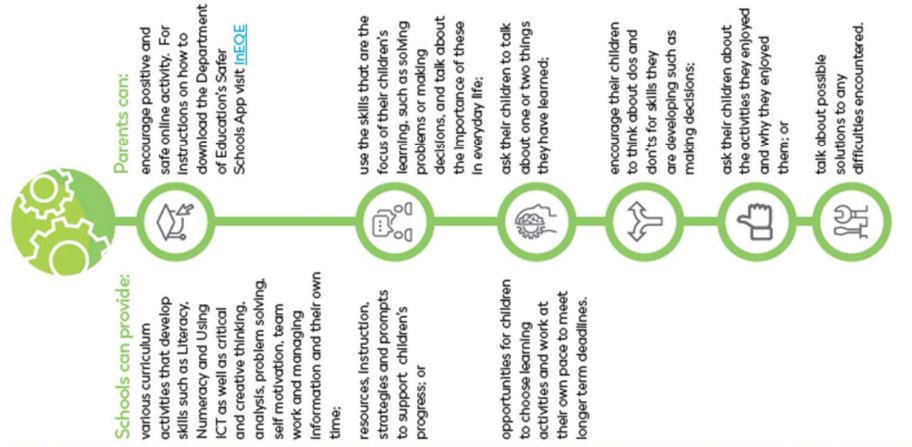 Schools can provide:
various curriculum
activities that develop
skills such as Literacy,
Numeracy and Using
ICT as well as critical
and creative thinking,
analysis, problem solving,
self motivation, team
work and managing
information and their own
time;
resources, instruction,
strategies and prompts
to support children's
progress; or
opportunities for children
to choose learning
activities and work at
their own pace to meet
longer term deadlines.
Parents can:
encourage positive and
safe online activity. For
instructions on how to
download the Department
of Education's Safer
Schools App visit InEQE
use the skills that are the
focus of their children's
learning, such as solving
problems or making
decisions, and talk about
the importance of these
in everyday life;
ask their children to talk
about one or two things
they have learned;
encourage their children
to think about dos and
don'ts for skills they
are developing such as
making decisions;
ask their children about
the activities they enjoyed
and why they enjoyed
them; or
talk about possible
solutions to any
difficulties encountered.